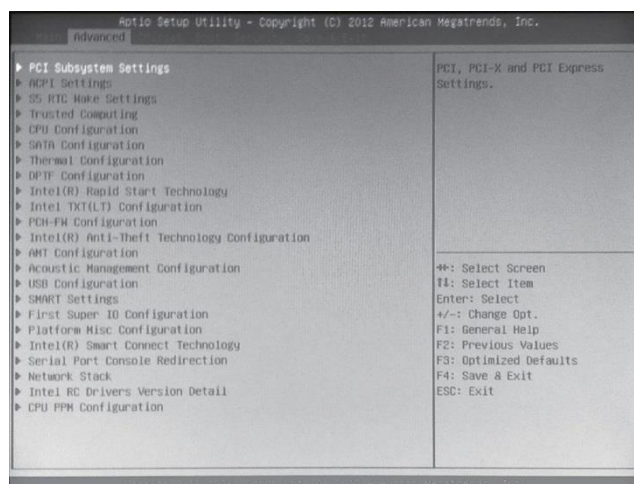 Aptio Setup Utility - Copyright (C) 2012 American Megatrends, Inc.
Advanced
PCI Subsystem Settings
ACPI Settings
S5 RTC Wake Settings
Trusted Computing
CPU Configuration
SATA Configuration
Thermal Configuration
DPTF Configuration
Intel(R) Rapid Start Technology
Intel TXT(LT) Configuration
PCH-FW Configuration
Intel(R) Anti-Theft Technology Configuration
AMT Configuration
Acoustic Management Configuration
USB Configuration
SMART Settings
First Super IO Configuration
Platform Misc Configuration
Intel(R) Smart Connect Technology
Serial Port Console Redirection
Network Stack
Intel RC Drivers Version Detail
CPU PPM Configuration
PCI, PCI-X and PCI Express
Settings.
↔: Select Screen
↑↓: Select Item
Enter: Select
+/-: Change Opt.
F1: General Help
F2: Previous Values
F3: Optimized Defaults
F4: Save & Exit
ESC: Exit